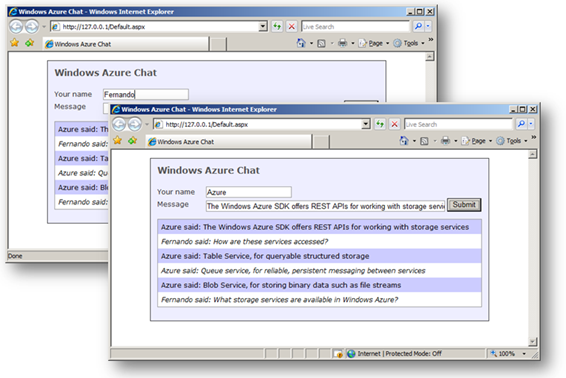 Windows Azure Chat - Windows Internet Explorer
http://127.0.0.1/Default.aspx
Live Search
Windows Azure Chat
Page
Tools
Windows Azure Chat
Your name
Fernando
Message
Azure said: Th
Fernando said:
Azure said: Tab
Azure said: Que
Azure said: Blo
Fernando said:
Done
Windows Azure Chat - Windows Internet Explorer
http://127.0.0.1/Default.aspx
Live Search
Windows Azure Chat
Page
Tools
Windows Azure Chat
Your name
Azure
Message
The Windows Azure SDK offers REST APIs for working with storage servic
Submit
Azure said: The Windows Azure SDK offers REST APIs for working with storage services
Fernando said: How are these services accessed?
Azure said: Table Service, for queryable structured storage
Azure said: Queue service, for reliable, persistent messaging between services
Azure said: Blob Service, for storing binary data such as file streams
Fernando said: What storage services are available in Windows Azure?
Internet | Protected Mode: Off
100%